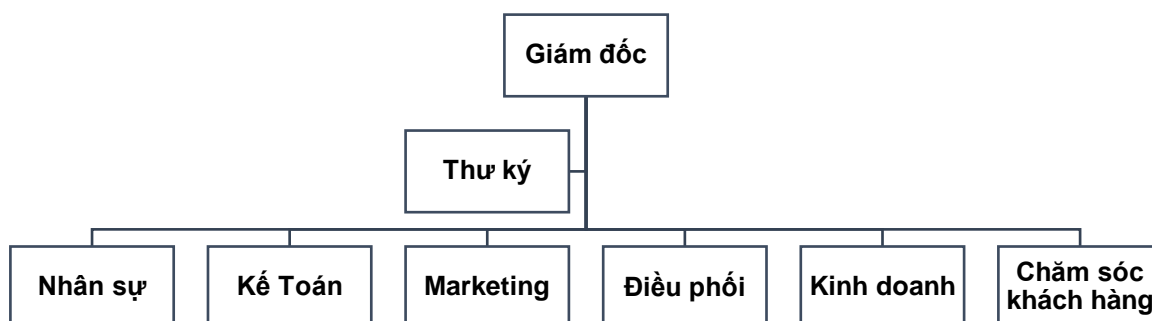 Giám đốc
Thư ký
Nhân sự
Kế Toán
Marketing
Điều phối
Kinh doanh
Chăm sóc
khách hàng